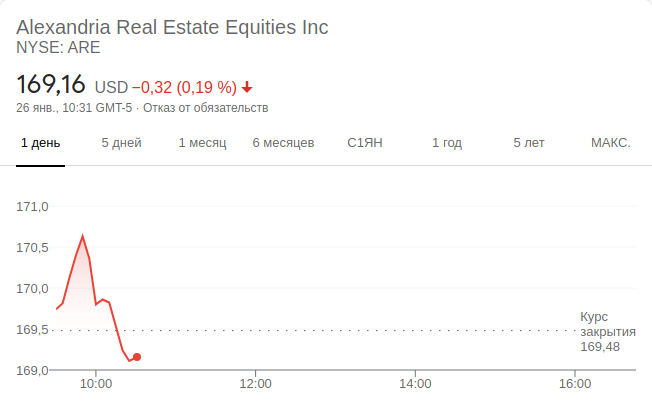 Alexandria Real Estate Equities Inc
NYSE: ARE
169,16 USD −0,32 (0,19 %)
26 янв., 10:31 GMT-5 · Отказ от обязательств
1 день 5 дней 1 месяц 6 месяцев С1ЯН 1 год 5 лет МАКС.
171,0
170,5
170,0
169,5
169,0
Курс
закрытия
169,48
10:00 12:00 14:00 16:00